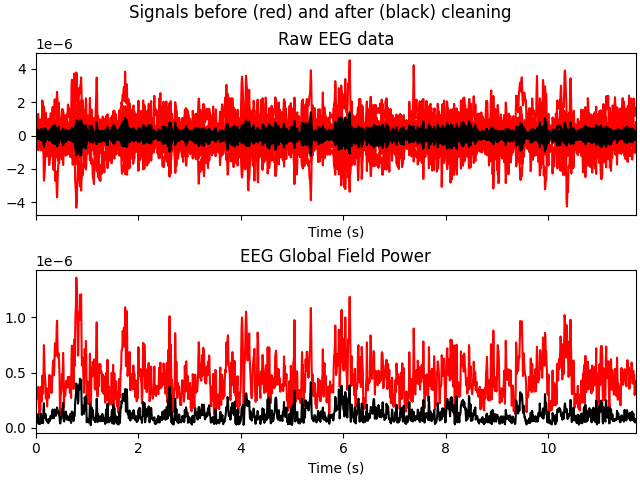 Signals before (red) and after (black) cleaning
Raw EEG data
1e−6
4
2
0
−2
−4
Time (s)
EEG Global Field Power
1e−6
1.0
0.5
0.0
0 2 4 6 8 10
Time (s)